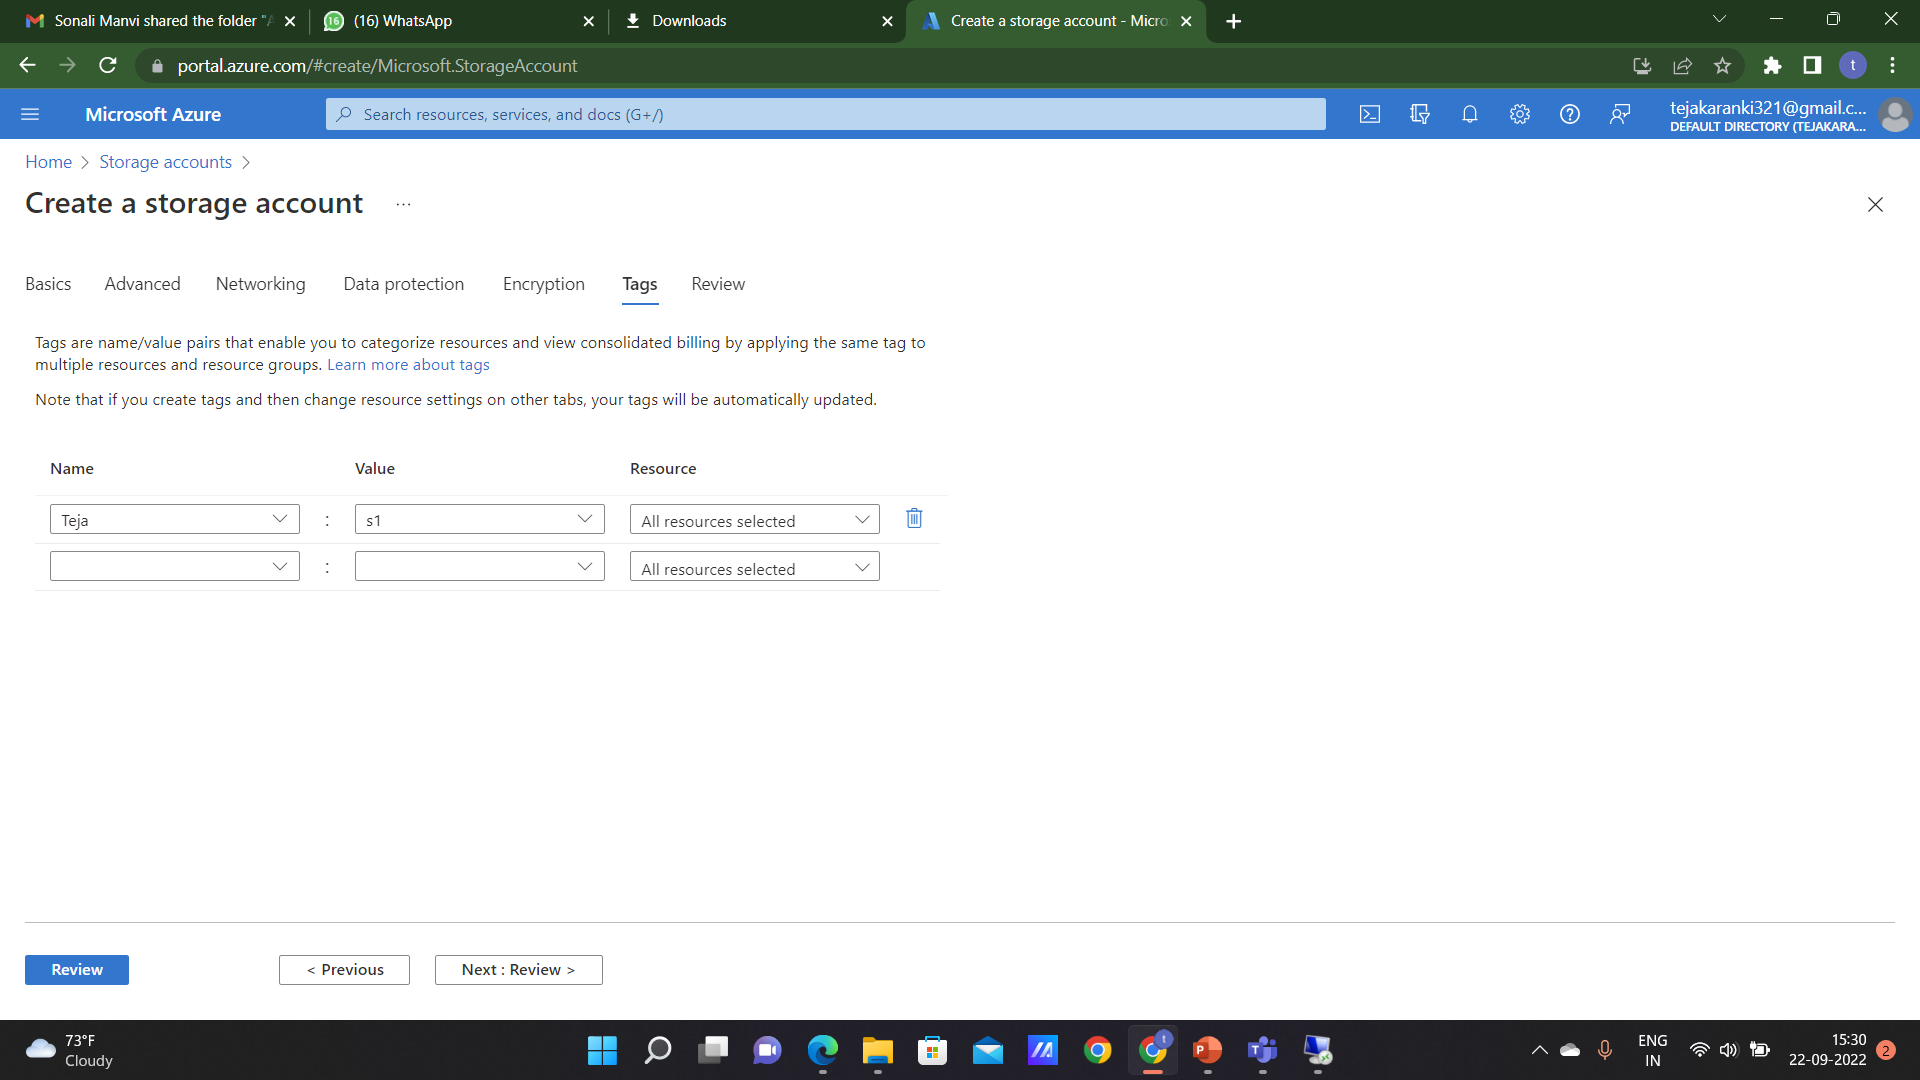 Sonali Manvi shared the folder "A
(16) WhatsApp
Downloads
Create a storage account - Micro
portal.azure.com/#create/Microsoft.StorageAccount
t
Microsoft Azure
Search resources, services, and docs (G+/)
tejakaranki321@gmail.c...
DEFAULT DIRECTORY (TEJAKARA...
Home > Storage accounts >
Create a storage account ...
Basics Advanced Networking Data protection Encryption Tags Review
Tags are name/value pairs that enable you to categorize resources and view consolidated billing by applying the same tag to
multiple resources and resource groups. Learn more about tags
Note that if you create tags and then change resource settings on other tabs, your tags will be automatically updated.
Name Value Resource
Teja : s1 All resources selected
: All resources selected
Review < Previous Next : Review >
73°F
Cloudy
ENG
IN
15:30
22-09-2022
2